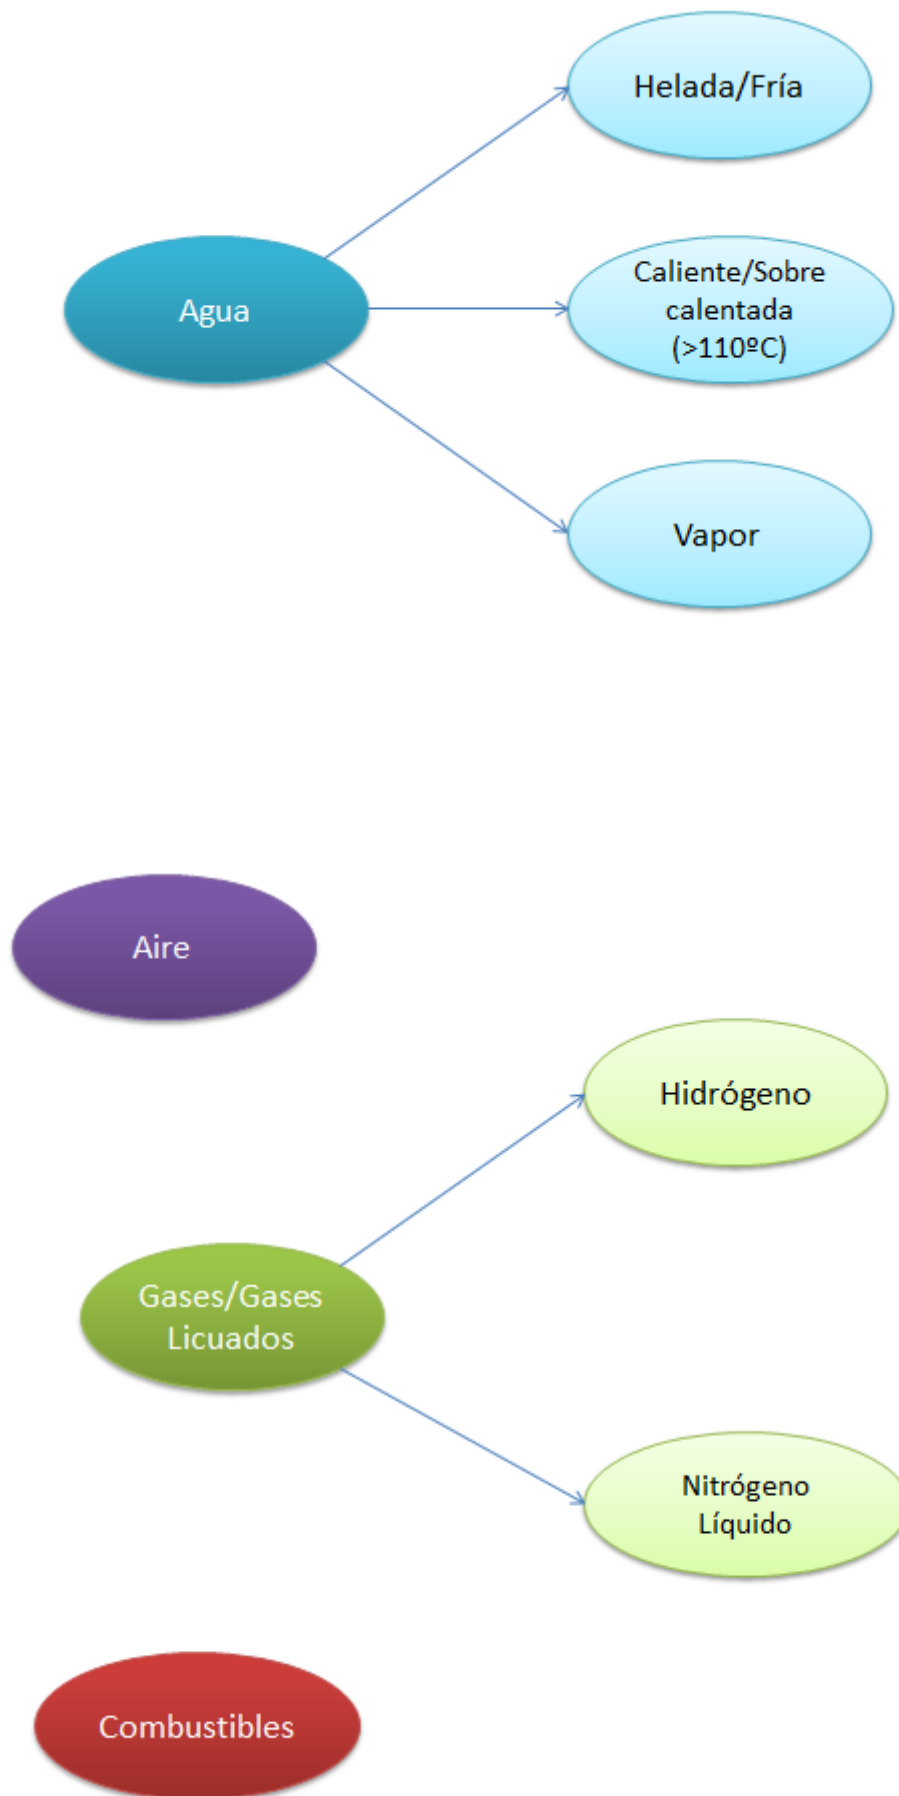 Helada/Fría
Agua
Caliente/Sobre
calentada
(>110ºC)
Vapor
Aire
Hidrógeno
Gases/Gases
Licuados
Nitrógeno
Líquido
Combustibles